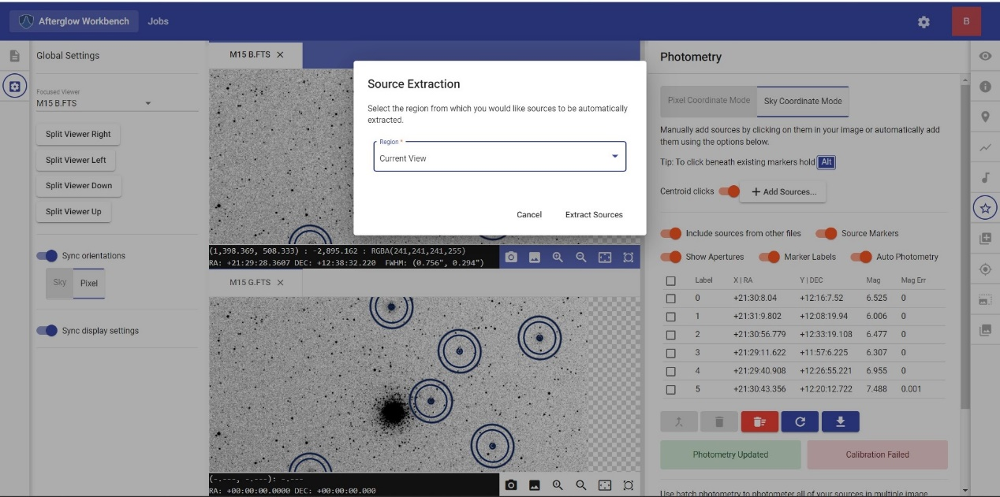 Afterglow Workbench
Jobs
B
Global Settings
Focused Viewer
M15 B.FTS
Split Viewer Right
Split Viewer Left
Split Viewer Down
Split Viewer Up
Sync orientations
Sky Pixel
Sync display settings
M15 B.FTS
Source Extraction
Select the region from which you would like sources to be automatically
extracted.
Region *
Current View
Cancel Extract Sources
(1,398.369, 508.333) : -2,895.162 : RGBA(241,241,241,255)
RA: +21:29:28.3607 DEC: +12:38:32.220 FWHM: (0.756", 0.294")
M15 G.FTS
(-.---, -.---): -.---
RA: +00:00:00.0000 DEC: +00:00:00.000
Photometry
Pixel Coordinate Mode Sky Coordinate Mode
Manually add sources by clicking on them in your image or automatically add
them using the options below.
Tip: To click beneath existing markers hold Alt
Centroid clicks + Add Sources...
Include sources from other files Source Markers
Show Apertures Marker Labels Auto Photometry
Label X | RA Y | DEC Mag Mag Err
0 +21:30:8.04 +12:16:7.52 6.525 0
1 +21:31:9.802 +12:08:19.94 6.006 0
2 +21:30:56.779 +12:33:19.108 6.477 0
3 +21:29:11.622 +11:57:6.225 6.307 0
4 +21:29:40.908 +12:26:55.221 6.955 0
5 +21:30:43.356 +12:20:12.722 7.488 0.001
Photometry Updated Calibration Failed
Use batch photometry to photometer all of your sources in multiple image